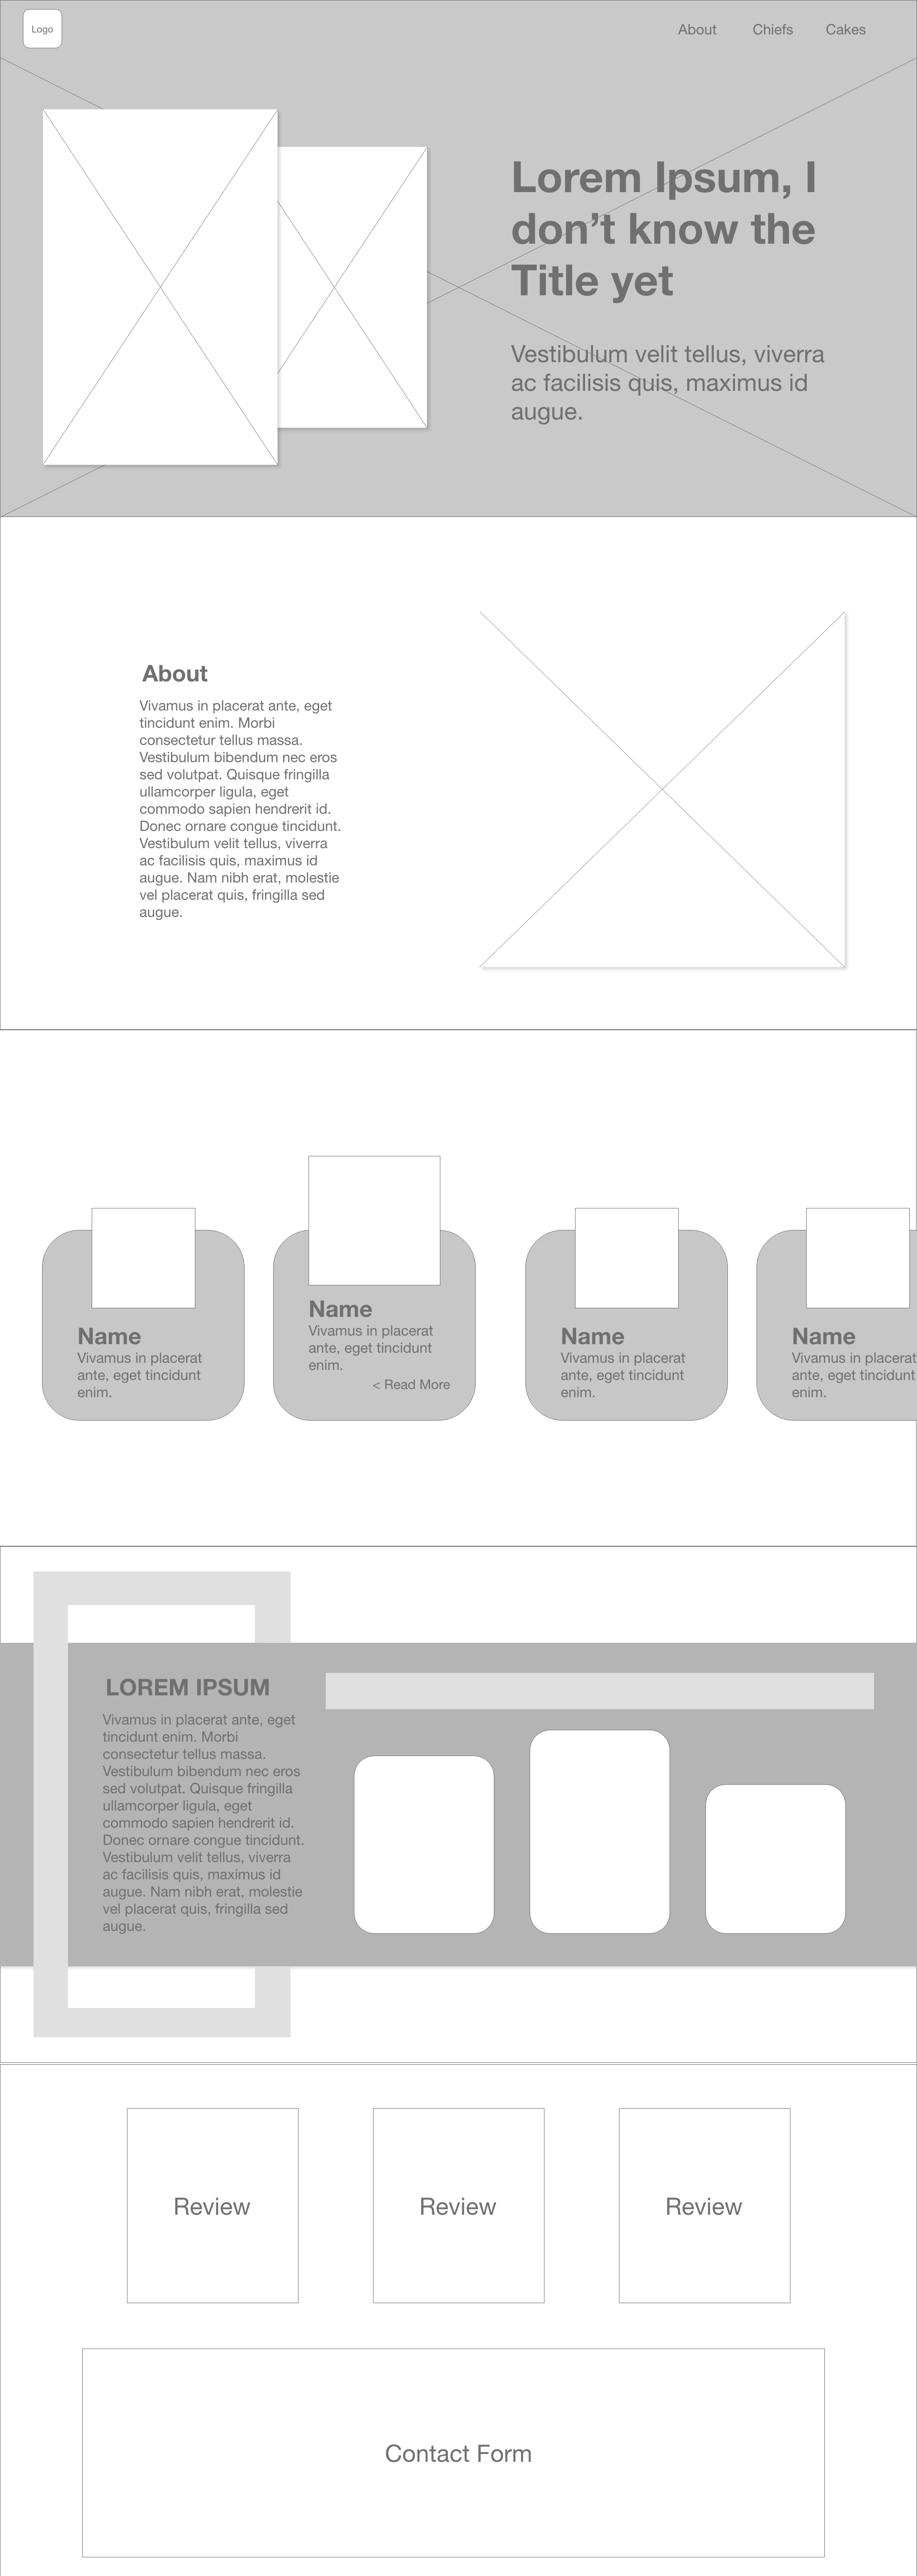 Logo
About
Chiefs
Cakes
Lorem Ipsum, I
don’t know the
Title yet
Vestibulum velit tellus, viverra
ac facilisis quis, maximus id
augue.
About
Vivamus in placerat ante, eget
tincidunt enim. Morbi
consectetur tellus massa.
Vestibulum bibendum nec eros
sed volutpat. Quisque fringilla
ullamcorper ligula, eget
commodo sapien hendrerit id.
Donec ornare congue tincidunt.
Vestibulum velit tellus, viverra
ac facilisis quis, maximus id
augue. Nam nibh erat, molestie
vel placerat quis, fringilla sed
augue.
Name
Vivamus in placerat
ante, eget tincidunt
enim.
Name
Vivamus in placerat
ante, eget tincidunt
enim.
< Read More
Name
Vivamus in placerat
ante, eget tincidunt
enim.
Name
Vivamus in placerat
ante, eget tincidunt
enim.
LOREM IPSUM
Vivamus in placerat ante, eget
tincidunt enim. Morbi
consectetur tellus massa.
Vestibulum bibendum nec eros
sed volutpat. Quisque fringilla
ullamcorper ligula, eget
commodo sapien hendrerit id.
Donec ornare congue tincidunt.
Vestibulum velit tellus, viverra
ac facilisis quis, maximus id
augue. Nam nibh erat, molestie
vel placerat quis, fringilla sed
augue.
Review
Review
Review
Contact Form